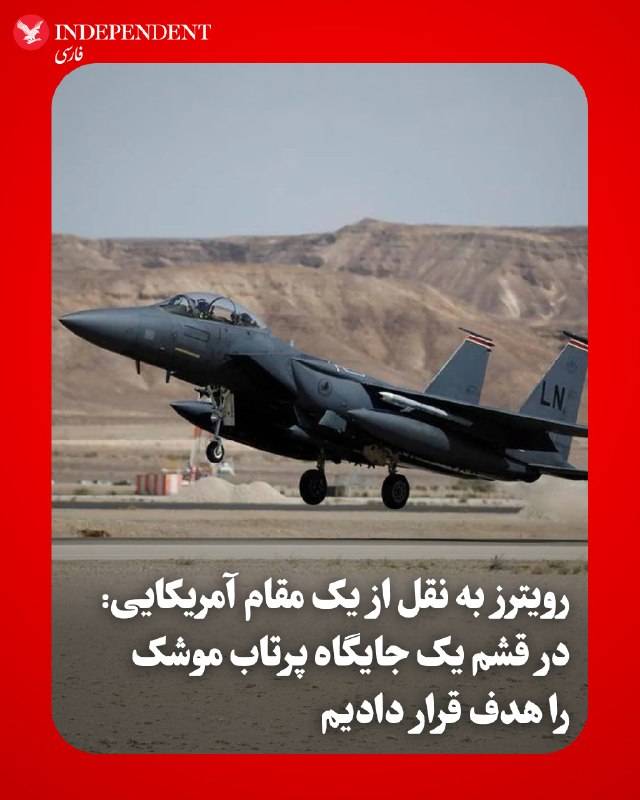 INDEPENDENT
فارسی
LN
رویترز به نقل از یک مقام آمریکایی:
در قشم یک جایگاه پرتاب موشک
را هدف قرار دادیم